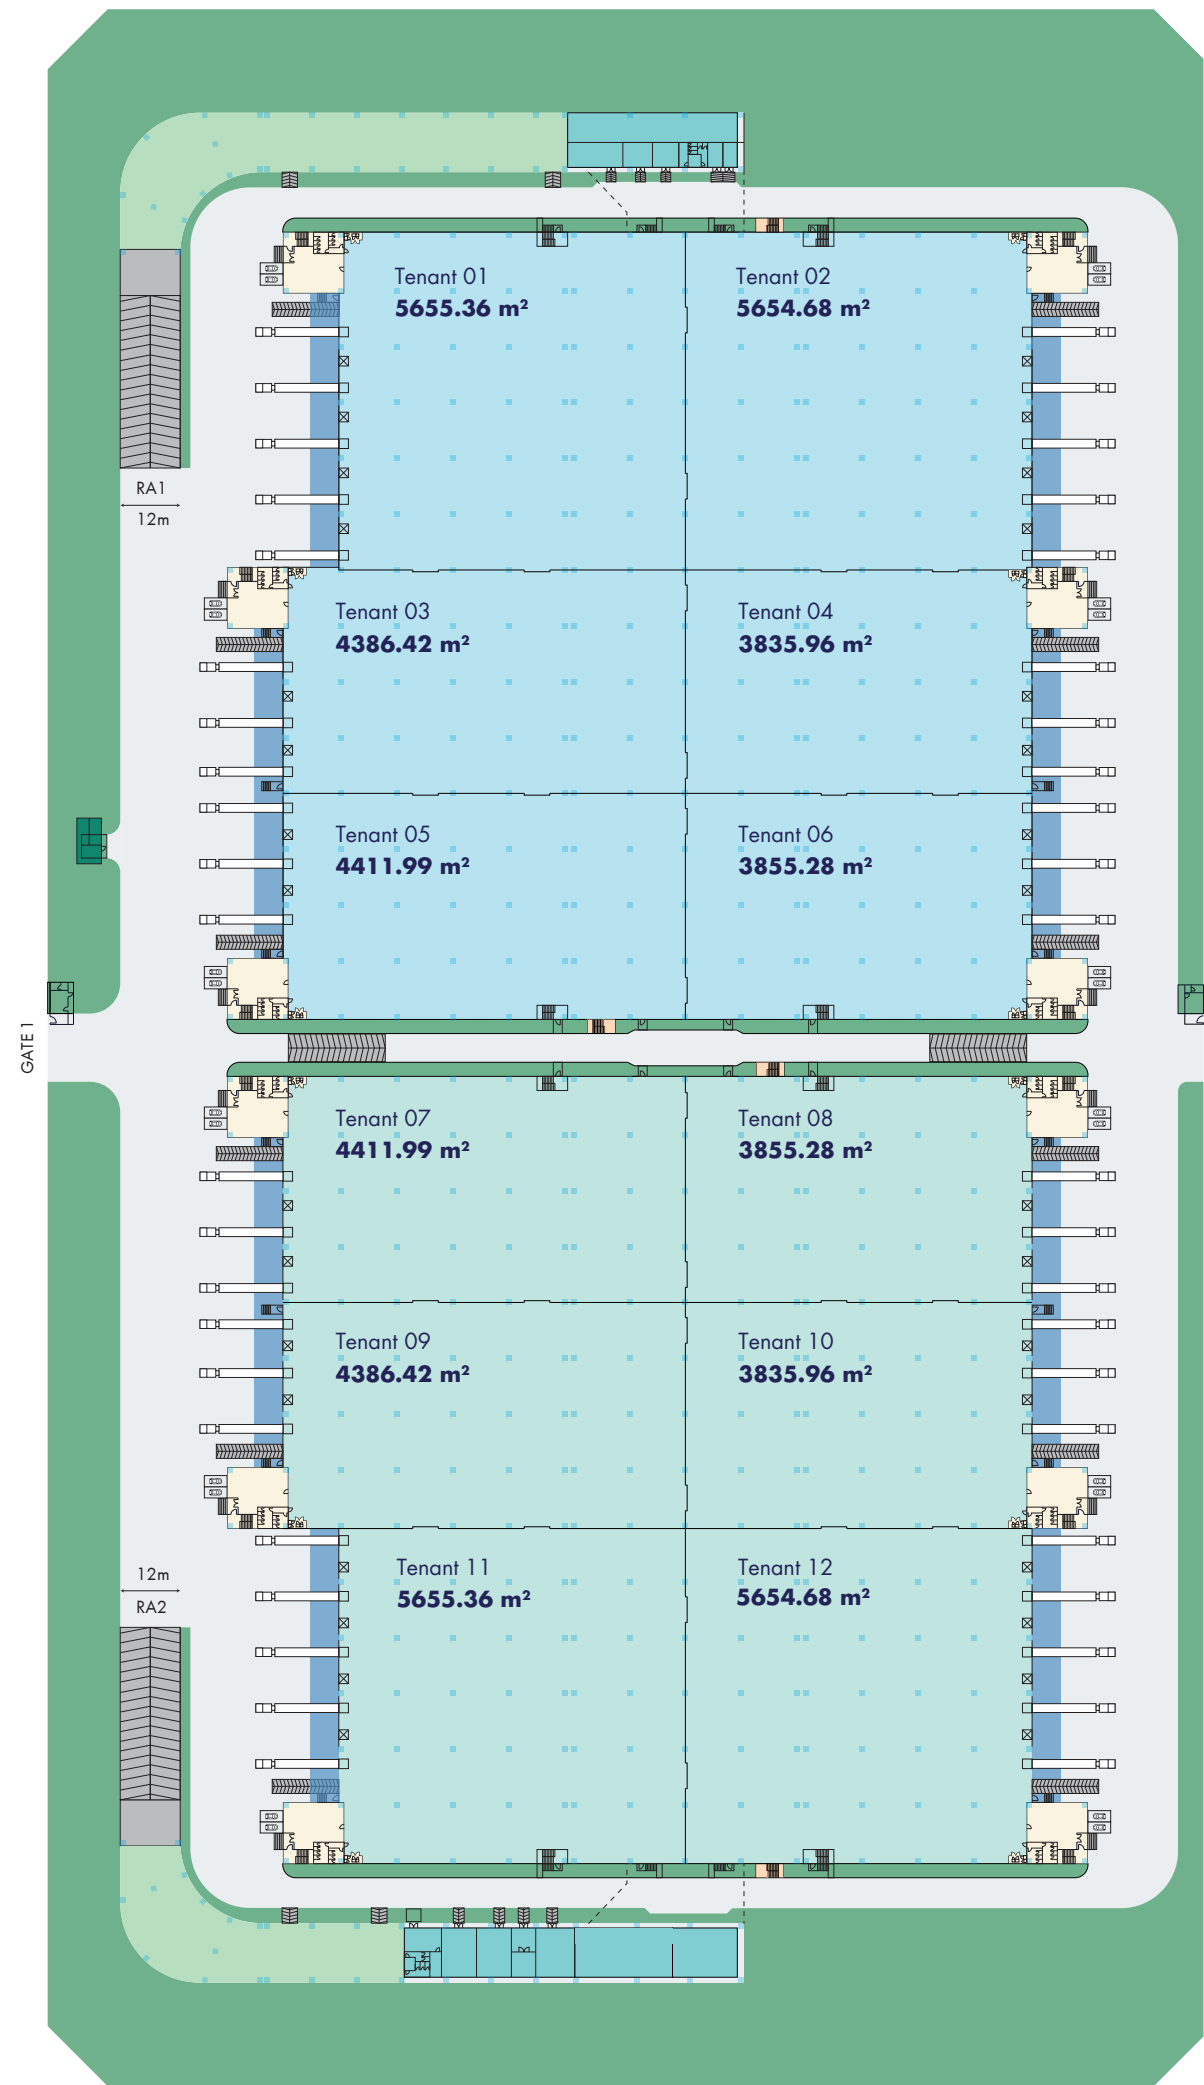 Tenant 01
5655.36 m²
Tenant 02
5654.68 m²
RA1
12m
Tenant 03
4386.42 m²
Tenant 04
3835.96 m²
Tenant 05
4411.99 m²
Tenant 06
3855.28 m²
GATE 1
Tenant 07
4411.99 m²
Tenant 08
3855.28 m²
Tenant 09
4386.42 m²
Tenant 10
3835.96 m²
Tenant 11
5655.36 m²
Tenant 12
5654.68 m²
12m
RA2